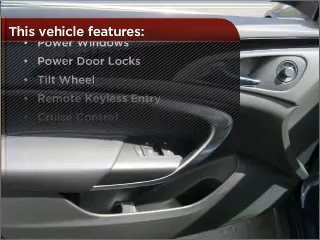 This vehicle features:
• Power Windows
• Power Door Locks
• Tilt Wheel
• Remote Keyless Entry
• Cruise Control